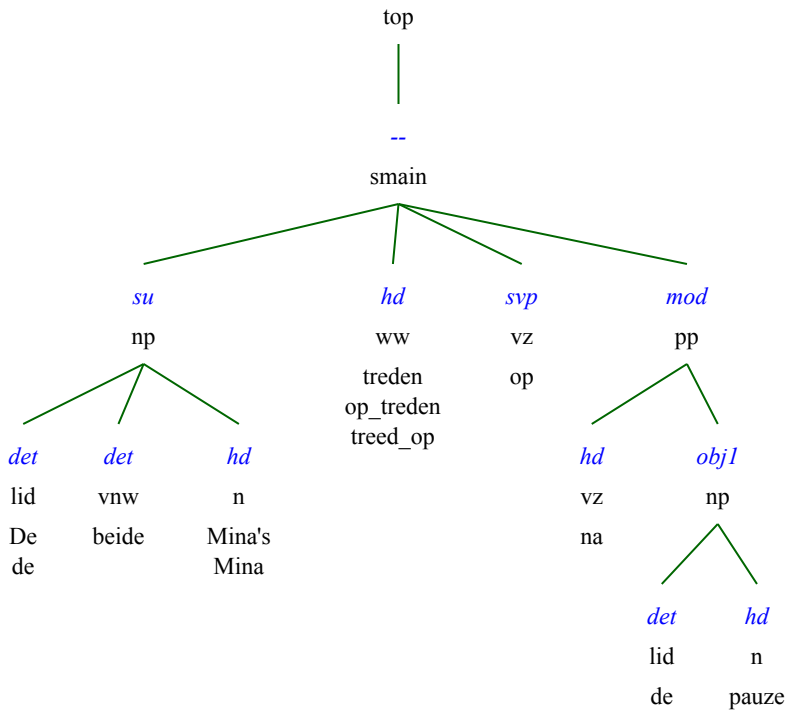 top
--
smain
su hd svp mod
np ww vz pp
treden op
op_treden
treed_op
det det hd hd obj1
lid vnw n vz np
De beide Mina's na
de Mina
det hd
lid n
de pauze